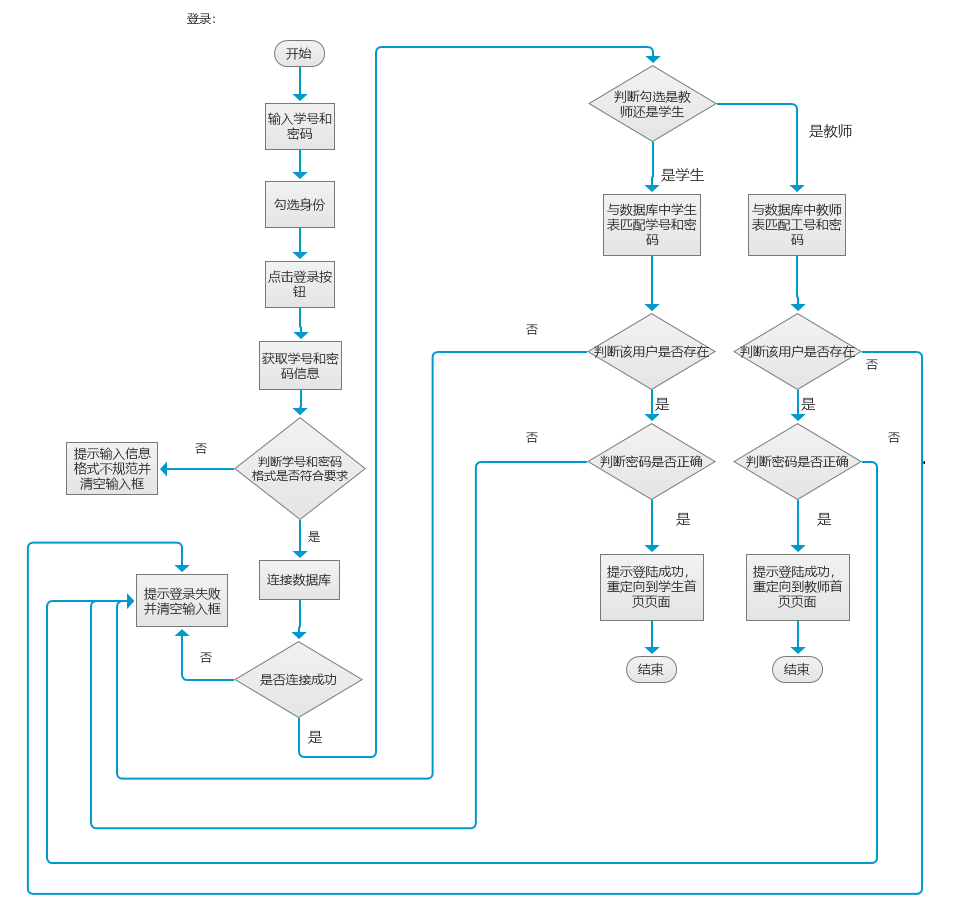 登录：
开始
输入学号和
密码
勾选身份
点击登录按
钮
获取学号和密
码信息
判断学号和密码
格式是否符合要求
否
提示输入信息
格式不规范并
清空输入框
是
连接数据库
提示登录失败
并清空输入框
否
是否连接成功
是
判断勾选是教
师还是学生
是教师
是学生
与数据库中学生
表匹配学号和密
码
与数据库中教师
表匹配工号和密
码
否
判断该用户是否存在
判断该用户是否存在
否
是
是
否
判断密码是否正确
判断密码是否正确
否
是
是
提示登陆成功，
重定向到学生首
页页面
提示登陆成功，
重定向到教师首
页页面
结束
结束